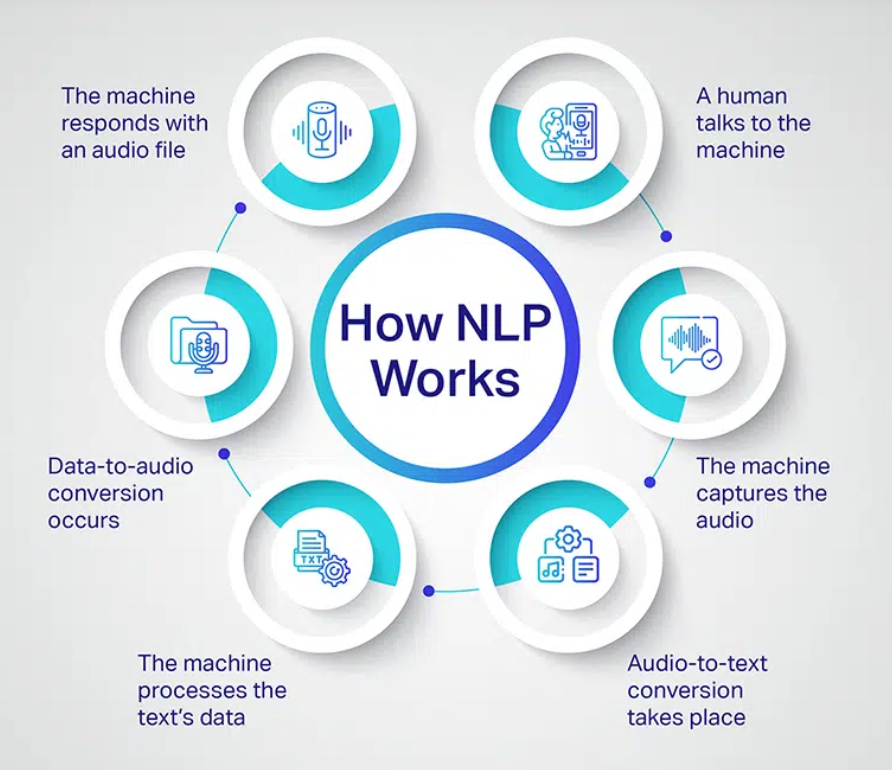 How NLP
Works
A human
talks to the
machine
The machine
captures the
audio
Audio-to-text
conversion
takes place
The machine
processes the
text's data
TXT
Data-to-audio
conversion
occurs
The machine
responds with
an audio file